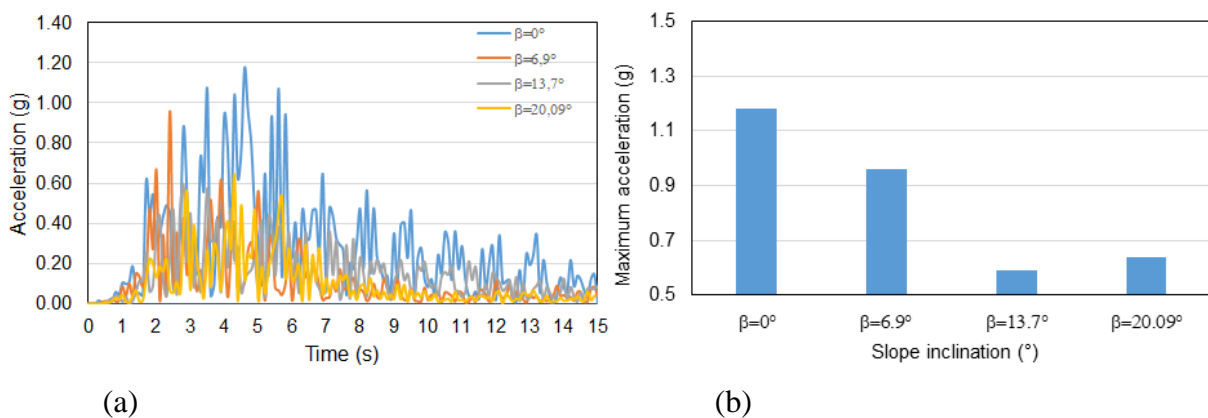 1.40
1.20
1.00
0.80
0.60
0.40
0.20
0.00
Acceleration (g)
β=0°
β=6,9°
β=13,7°
β=20,09°
0 1 2 3 4 5 6 7 8 9 10 11 12 13 14 15
Time (s)
(a)
1.5
1.3
1.1
0.9
0.7
0.5
Maximum acceleration (g)
β=0° β=6.9° β=13.7° β=20.09°
Slope inclination (°)
(b)